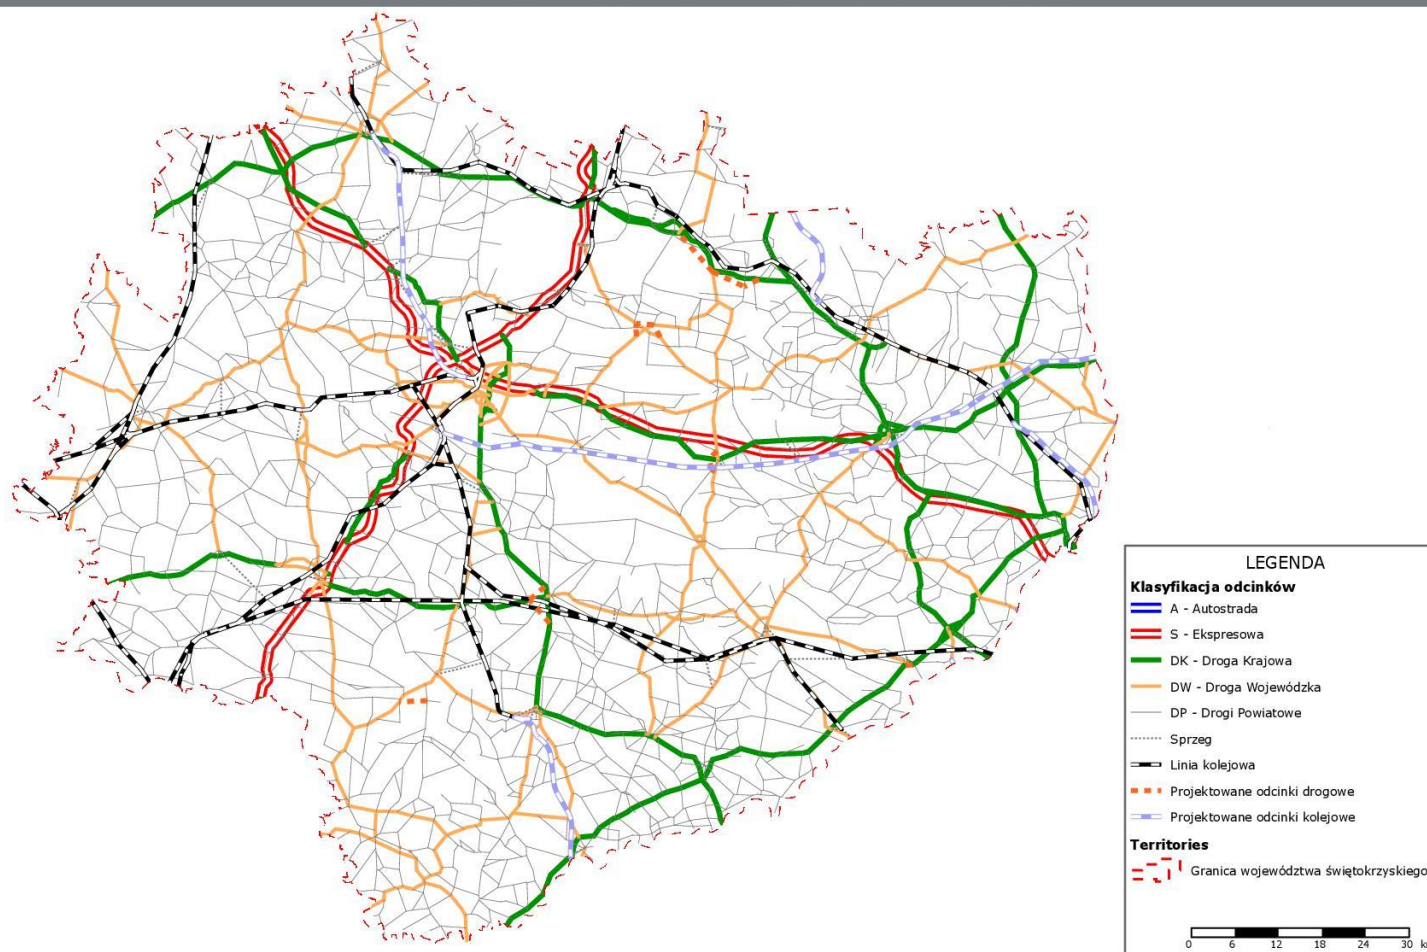 LEGENDA
Klasyfikacja odcinków
A - Autostrada
S - Ekspresowa
DK - Droga Krajowa
DW - Droga Wojewódzka
DP - Drogi Powiatowe
Sprzeg
Linia kolejowa
Projektowane odcinki drogowe
Projektowane odcinki kolejowe
Territories
Granica województwa świętokrzyskiego
0 6 12 18 24 30 k